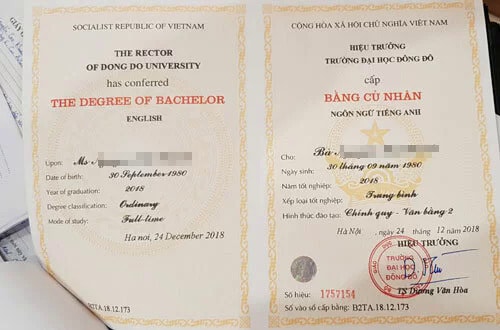 SOCIALIST REPUBLIC OF VIETNAM
THE RECTOR
OF DONG DO UNIVERSITY
has conferred
THE DEGREE OF BACHELOR
ENGLISH
Upon: Ms
Date of birth: 30 September 1980
Year of graduation: 2018
Degree classification: Ordinary
Mode of study: Full-time
Ha noi, 24 December 2018
B2TA.18.12.173
CỘNG HÒA XÃ HỘI CHỦ NGHĨA VIỆT NAM
HIỆU TRƯỞNG
TRƯỜNG ĐẠI HỌC ĐÔNG ĐÔ
cấp
BẰNG CỬ NHÂN
NGÔN NGỮ TIẾNG ANH
Cho: Bà
Ngày sinh: 30 tháng 09 năm 1980
Năm tốt nghiệp: 2018
Xếp loại tốt nghiệp: Trung bình
Hình thức đào tạo: Chính quy - Văn bằng 2
Hà Nội, ngày 24 tháng 12 năm 2018
HIỆU TRƯỞNG
TRƯỜNG
ĐẠI HỌC
ĐÔNG ĐÔ
TS Dương Văn Hòa
Số hiệu: 1757154
Số vào sổ cấp bằng: B2TA.18.12.173